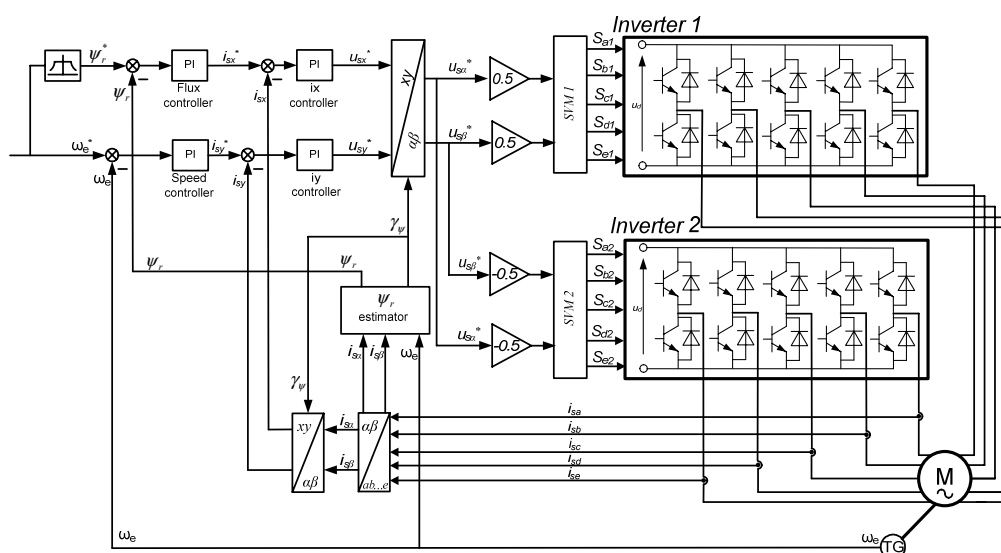 Inverter 1
ψr*
PI
isx*
PI
usx*
xy
αβ
usα*
0.5
SVM 1
Sa1
Sb1
Sc1
Sd1
Se1
ud
ψr
Flux
controller
isx
ix
controller
ωe*
PI
isy*
PI
usy*
usβ*
0.5
ωe
Speed
controller
isy
iy
controller
γψ
Inverter 2
ψr
ψr
ψr
estimator
usβ*
-0.5
SVM 2
Sa2
Sb2
Sc2
Sd2
Se2
ud
usα*
-0.5
isα
isβ
ωe
γψ
xy
αβ
isα
isβ
αβ
ab...e
isa
isb
isc
isd
ise
M
~
ωe
ωe
TG